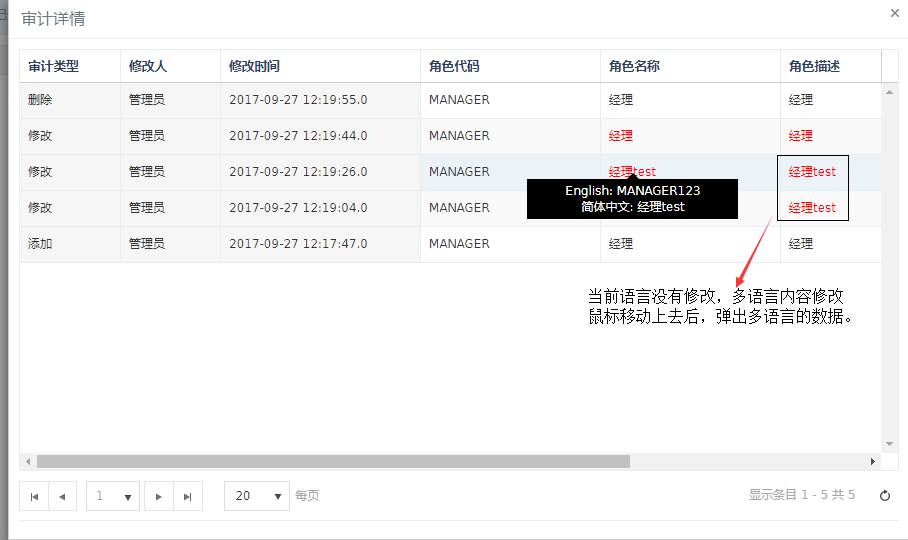 审计详情
审计类型 修改人 修改时间 角色代码 角色名称 角色描述
删除 管理员 2017-09-27 12:19:55.0 MANAGER 经理 经理
修改 管理员 2017-09-27 12:19:44.0 MANAGER 经理 经理
修改 管理员 2017-09-27 12:19:26.0 MANAGER 经理test 经理test
English: MANAGER123
简体中文: 经理test
修改 管理员 2017-09-27 12:19:04.0 MANAGER 经理test
添加 管理员 2017-09-27 12:17:47.0 MANAGER 经理 经理
当前语言没有修改，多语言内容修改
鼠标移动上去后，弹出多语言的数据。
1 20 每页 显示条目 1 - 5 共 5